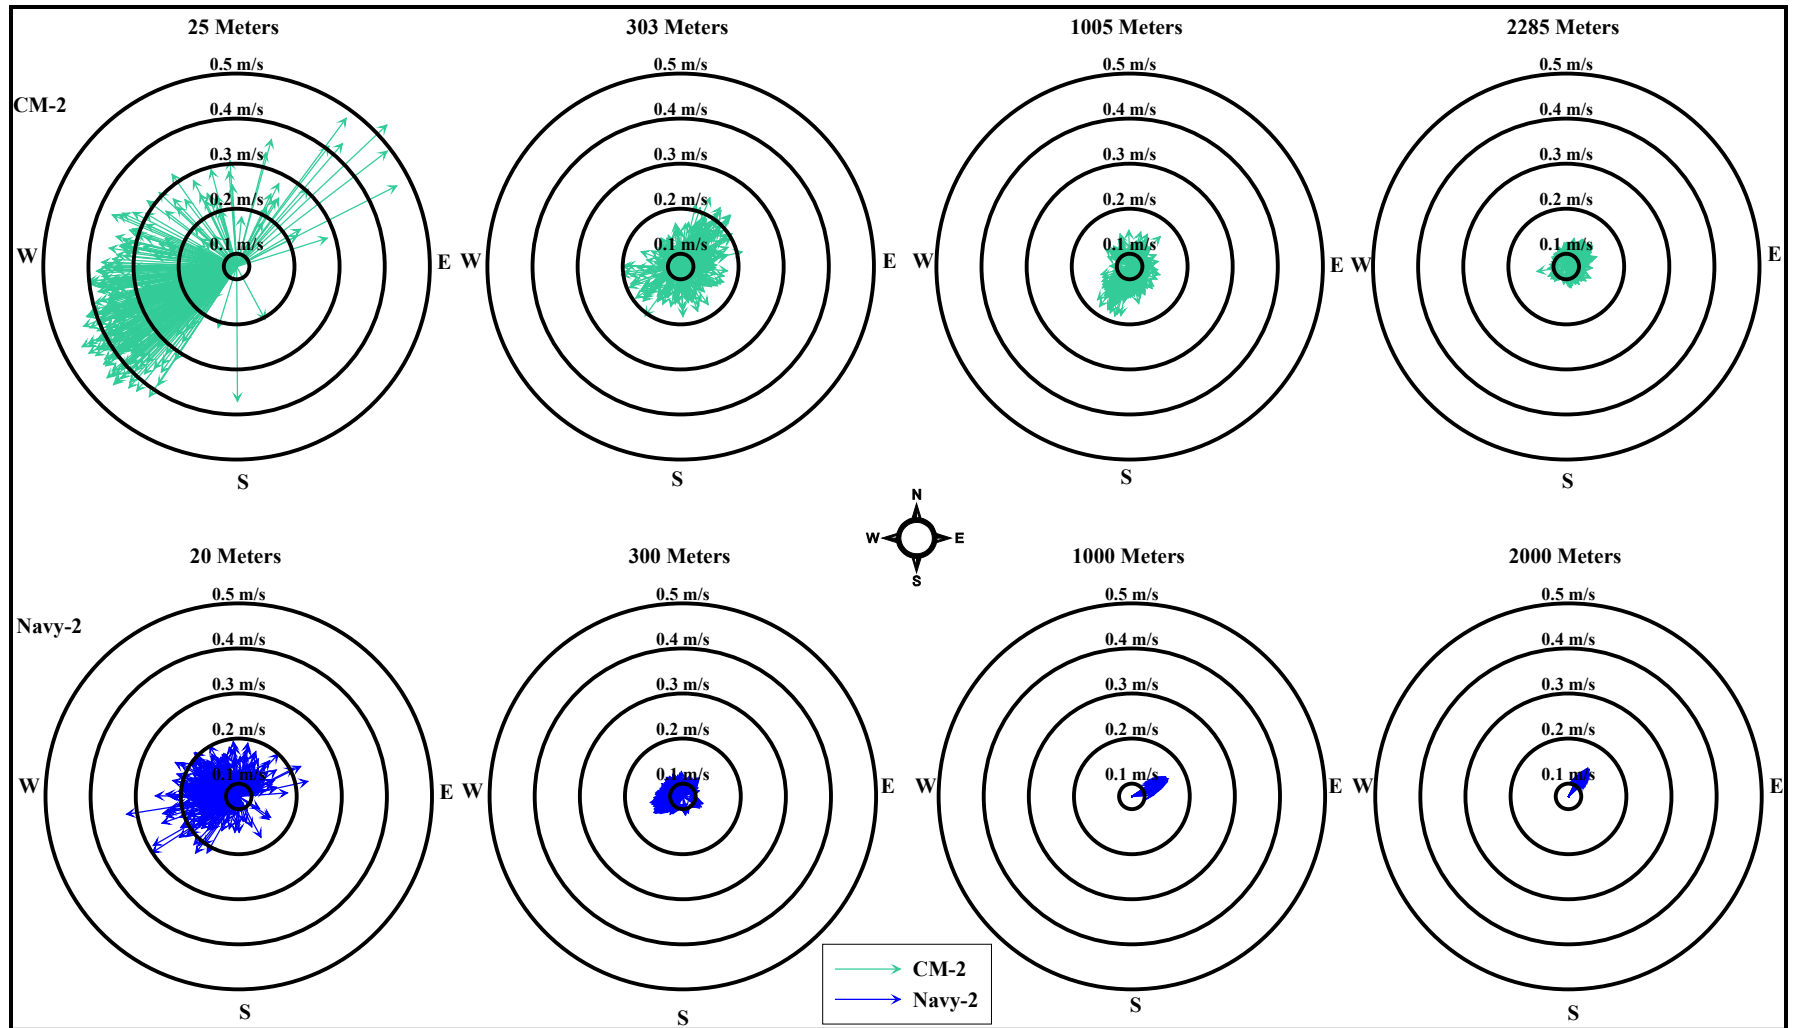 25 Meters 303 Meters 1005 Meters 2285 Meters
0.5 m/s 0.5 m/s 0.5 m/s 0.5 m/s
CM-2
0.4 m/s 0.4 m/s 0.4 m/s 0.4 m/s
0.3 m/s 0.3 m/s 0.3 m/s 0.3 m/s
0.2 m/s 0.2 m/s 0.2 m/s 0.2 m/s
0.1 m/s 0.1 m/s 0.1 m/s 0.1 m/s
W E W E W E W E
S S S S
N
W E
S
20 Meters 300 Meters 1000 Meters 2000 Meters
0.5 m/s 0.5 m/s 0.5 m/s 0.5 m/s
Navy-2
0.4 m/s 0.4 m/s 0.4 m/s 0.4 m/s
0.3 m/s 0.3 m/s 0.3 m/s 0.3 m/s
0.2 m/s 0.2 m/s 0.2 m/s 0.2 m/s
0.1 m/s 0.1 m/s 0.1 m/s 0.1 m/s
W E W E W E W E
S S S S
CM-2
Navy-2